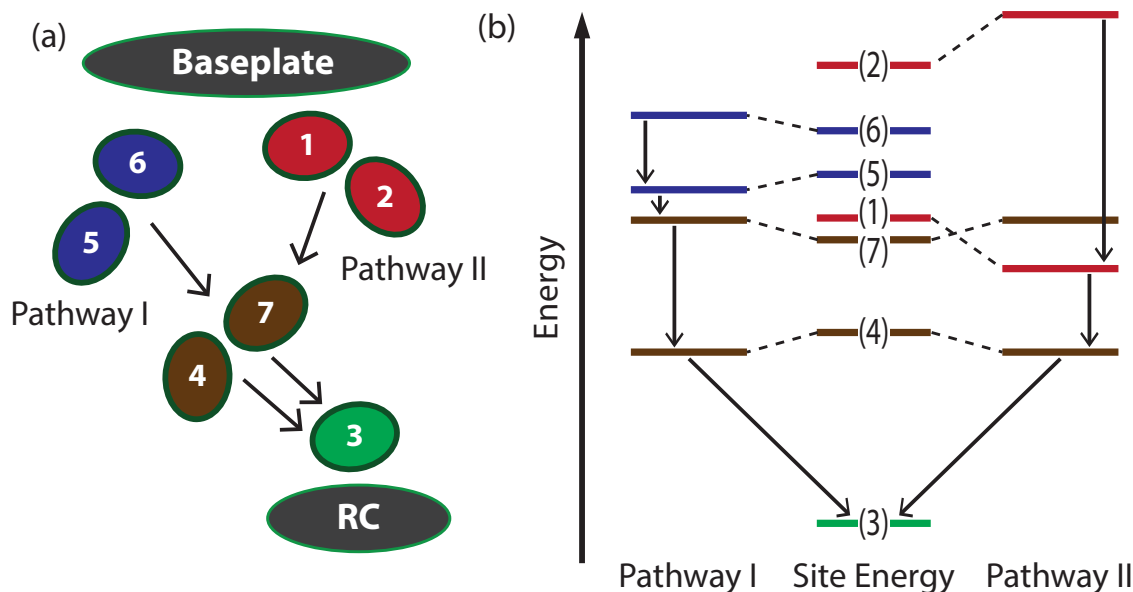 (a)
Baseplate
6
1
2
5
Pathway I
Pathway II
7
4
3
RC
(b)
Energy
(2)
(6)
(5)
(1)
(7)
(4)
(3)
Pathway I Site Energy Pathway II